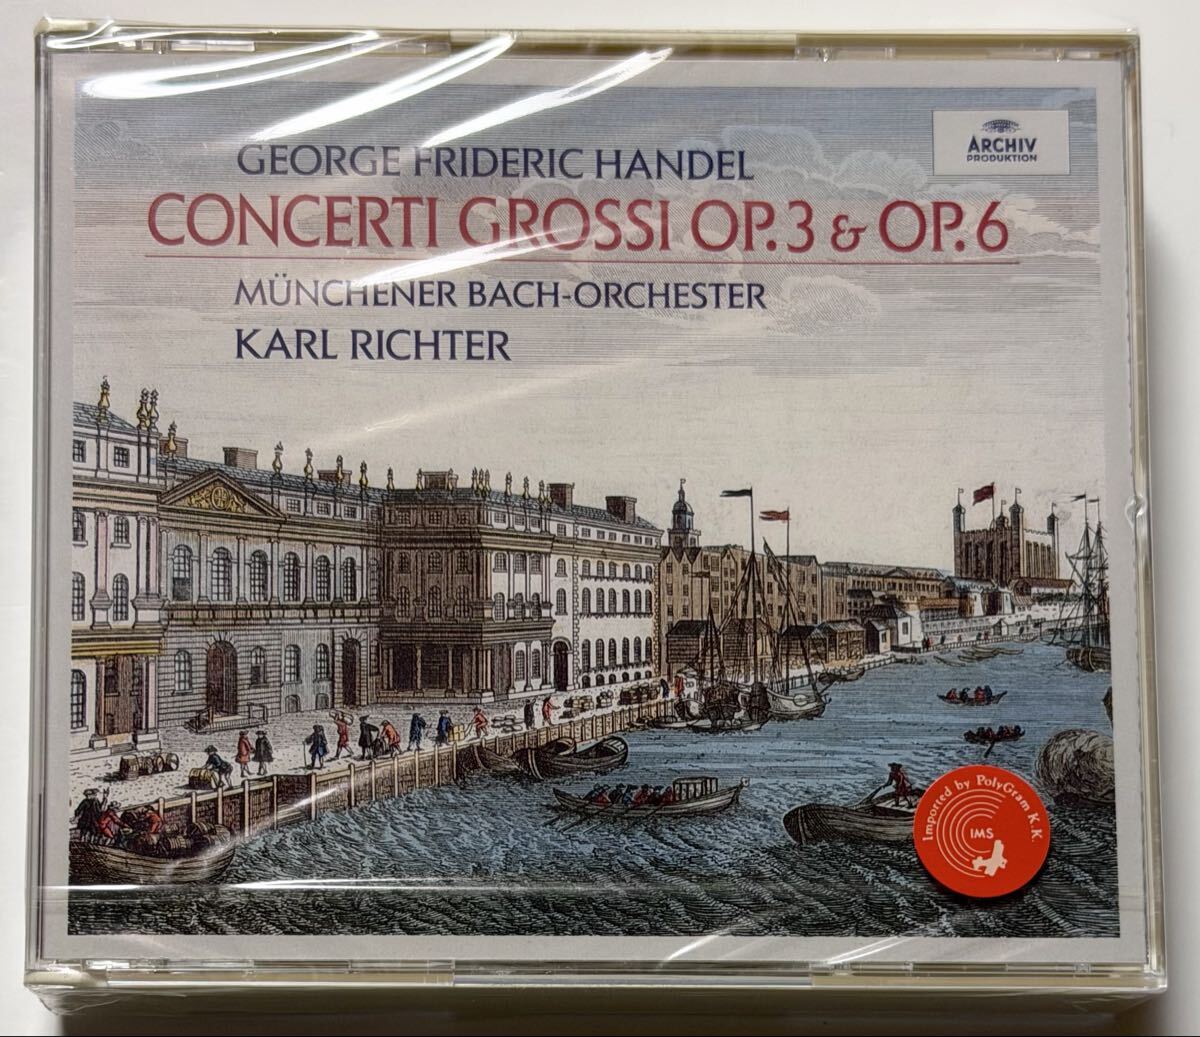 ARCHIV
PRODUKTION
GEORGE FRIDERIC HANDEL
CONCERTI GROSSI OP.3 & OP.6
MÜNCHENER BACH-ORCHESTER
KARL RICHTER
Imported by PolyGram K.K.
IMS